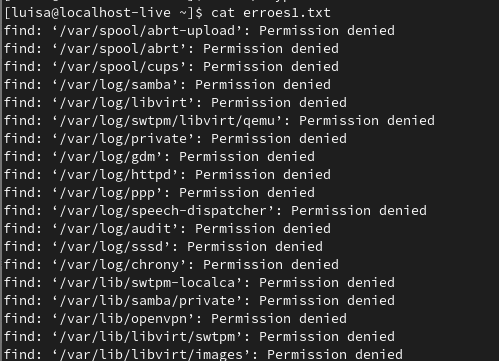 [luisa@localhost-live ~]$ cat erroes1.txt
find: ‘/var/spool/abrt-upload’: Permission denied
find: ‘/var/spool/abrt’: Permission denied
find: ‘/var/spool/cups’: Permission denied
find: ‘/var/log/samba’: Permission denied
find: ‘/var/log/libvirt’: Permission denied
find: ‘/var/log/swtpm/libvirt/qemu’: Permission denied
find: ‘/var/log/private’: Permission denied
find: ‘/var/log/gdm’: Permission denied
find: ‘/var/log/httpd’: Permission denied
find: ‘/var/log/ppp’: Permission denied
find: ‘/var/log/speech-dispatcher’: Permission denied
find: ‘/var/log/audit’: Permission denied
find: ‘/var/log/sssd’: Permission denied
find: ‘/var/log/chrony’: Permission denied
find: ‘/var/lib/swtpm-localca’: Permission denied
find: ‘/var/lib/samba/private’: Permission denied
find: ‘/var/lib/openvpn’: Permission denied
find: ‘/var/lib/libvirt/swtpm’: Permission denied
find: ‘/var/lib/libvirt/images’: Permission denied